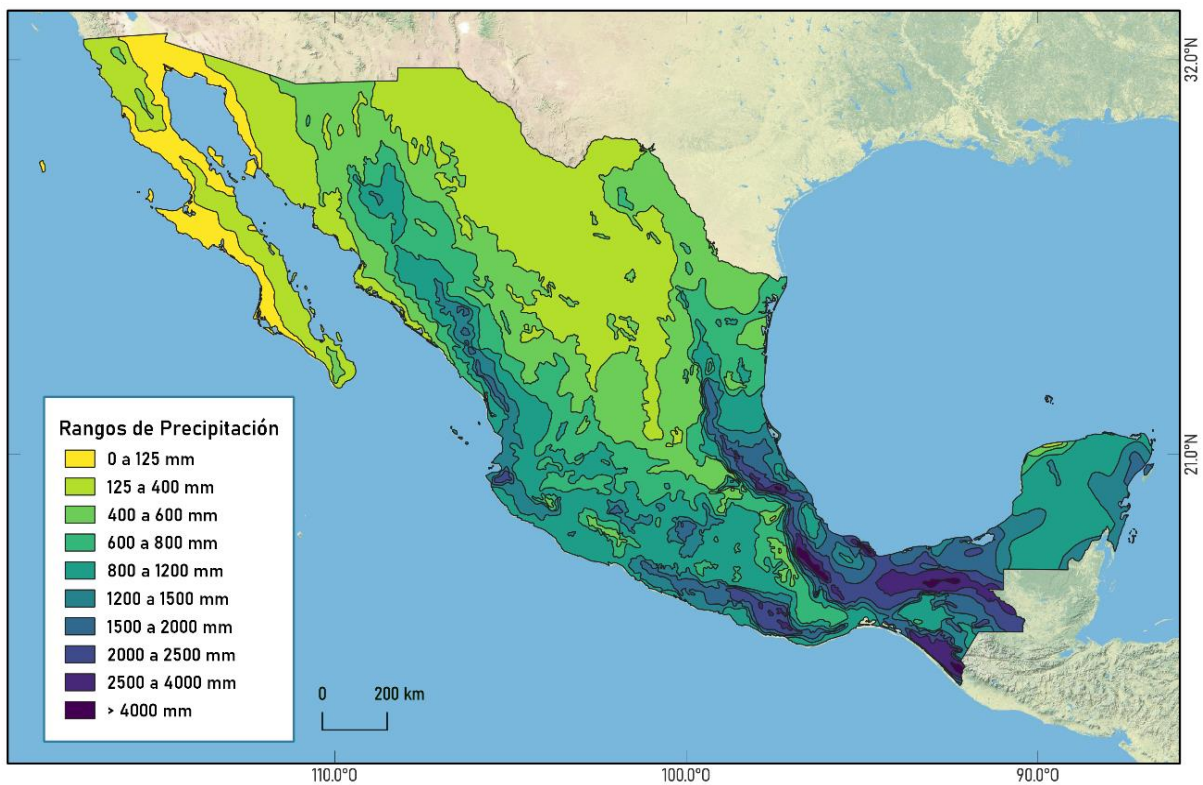 32.0°N
21.0°N
Rangos de Precipitación
0 a 125 mm
125 a 400 mm
400 a 600 mm
600 a 800 mm
800 a 1200 mm
1200 a 1500 mm
1500 a 2000 mm
2000 a 2500 mm
2500 a 4000 mm
> 4000 mm
0 200 km
110.0°O 100.0°O 90.0°O